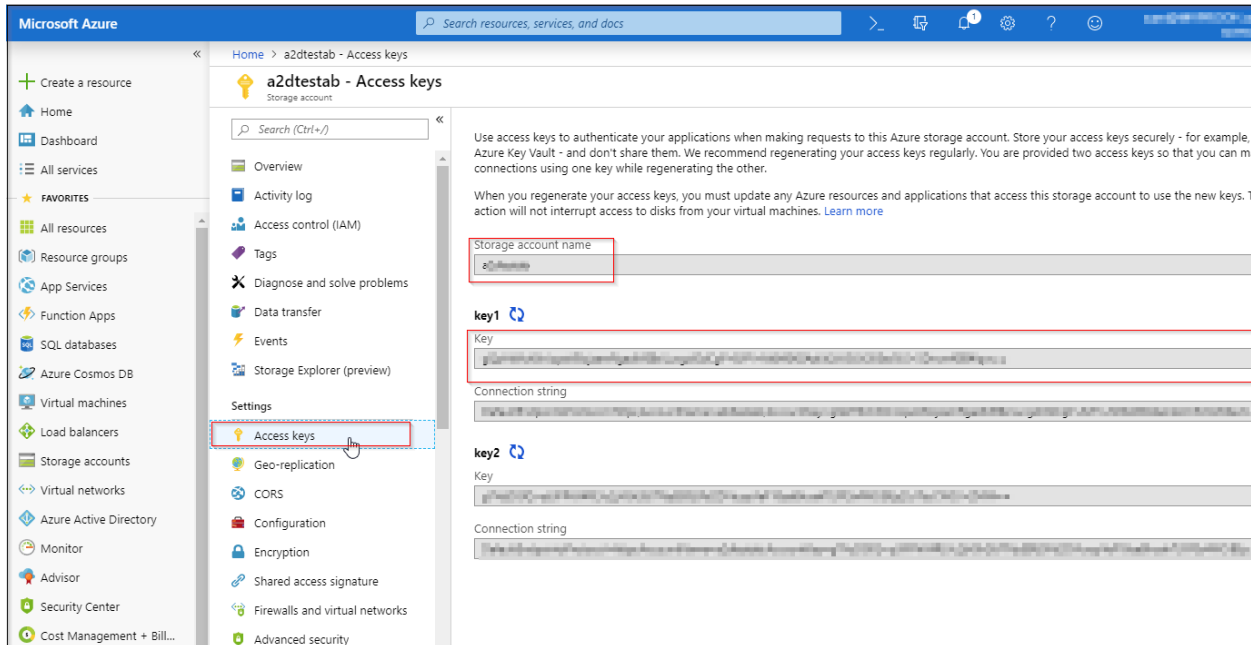 Microsoft Azure
Search resources, services, and docs
1
Create a resource
Home
Dashboard
All services
FAVORITES
All resources
Resource groups
App Services
Function Apps
SQL databases
Azure Cosmos DB
Virtual machines
Load balancers
Storage accounts
Virtual networks
Azure Active Directory
Monitor
Advisor
Security Center
Cost Management + Bill...
Home > a2dtestab - Access keys
a2dtestab - Access keys
Storage account
Search (Ctrl+/)
Overview
Activity log
Access control (IAM)
Tags
Diagnose and solve problems
Data transfer
Events
Storage Explorer (preview)
Settings
Access keys
Geo-replication
CORS
Configuration
Encryption
Shared access signature
Firewalls and virtual networks
Advanced security
Use access keys to authenticate your applications when making requests to this Azure storage account. Store your access keys securely - for example,
Azure Key Vault - and don't share them. We recommend regenerating your access keys regularly. You are provided two access keys so that you can m
connections using one key while regenerating the other.
When you regenerate your access keys, you must update any Azure resources and applications that access this storage account to use the new keys. T
action will not interrupt access to disks from your virtual machines. Learn more
Storage account name
key1
Key
Connection string
key2
Key
Connection string